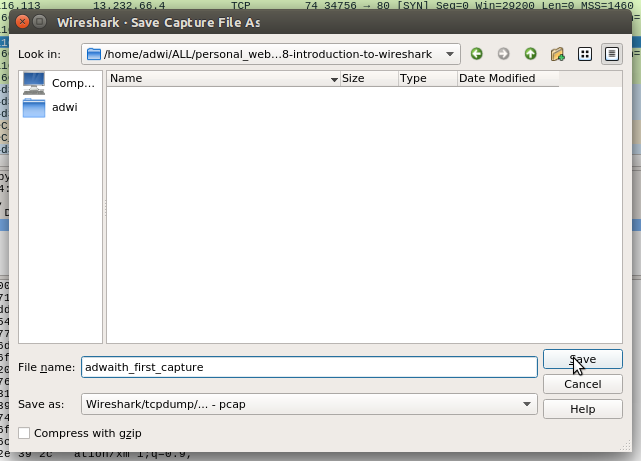 16.113 13.232.66.4 TCP 74 34756 → 80 [SYN] Seq=0 Win=29200 Len=0 MSS=1460
Wireshark · Save Capture File As
Look in: /home/adwi/ALL/personal_web...8-introduction-to-wireshark
Comp...
adwi
Name Size Type Date Modified
File name: adwaith_first_capture Save
Cancel
Save as: Wireshark/tcpdump/... - pcap Help
Compress with gzip
2e 39 2c ation/xm l;q=0.9,